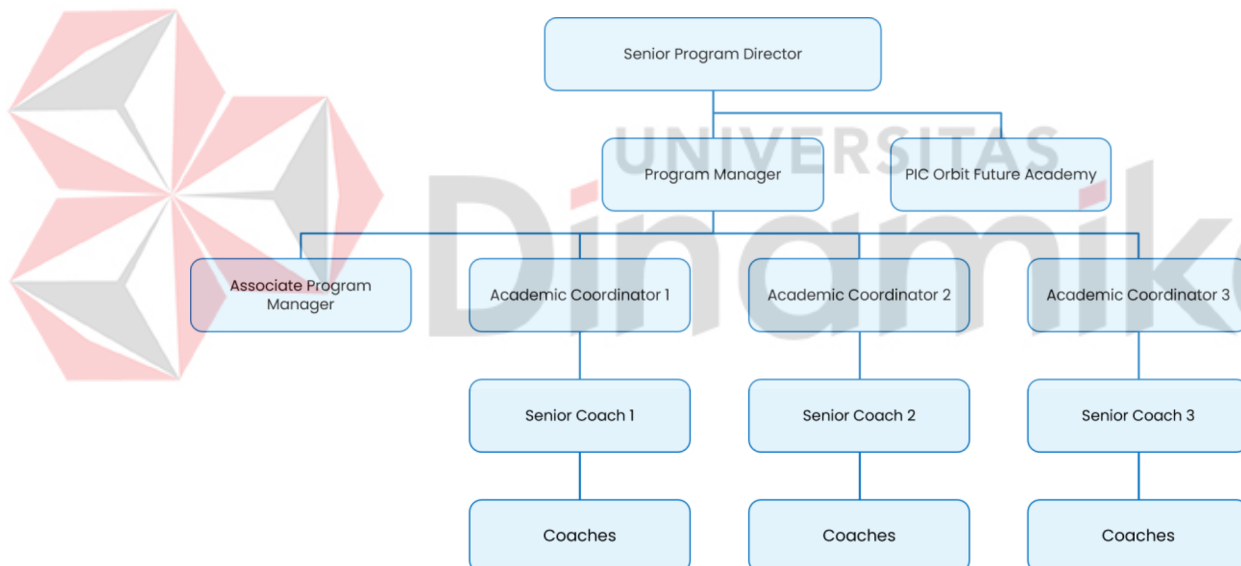 Senior Program Director
UNIVERSITAS
Program Manager
PIC Orbit Future Academy
Dinamika
Associate Program
Manager
Academic Coordinator 1
Academic Coordinator 2
Academic Coordinator 3
Senior Coach 1
Senior Coach 2
Senior Coach 3
Coaches
Coaches
Coaches